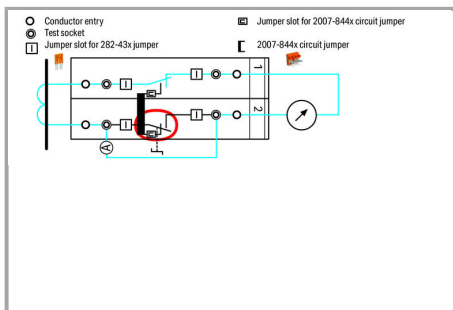 Conductor entry
Test socket
Jumper slot for 282-43x jumper
Jumper slot for 2007-844x circuit jumper
2007-844x circuit jumper
1
2
A